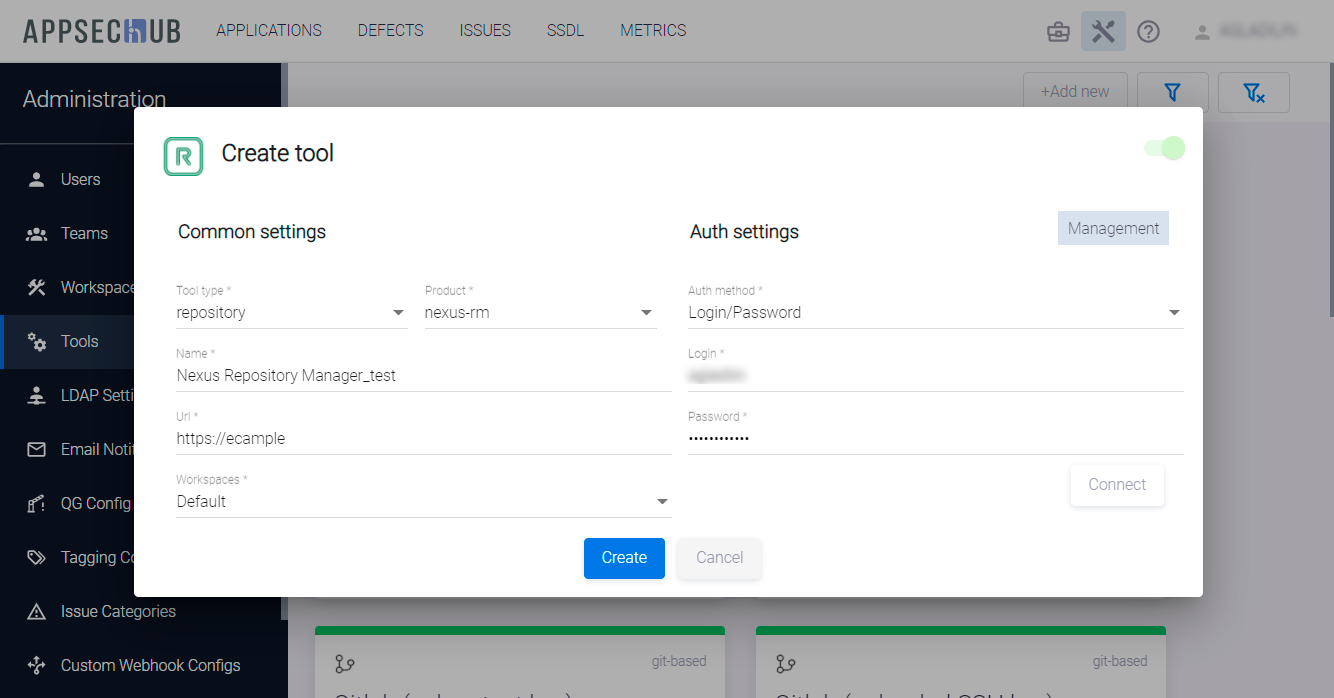 APPSECHUB APPLICATIONS DEFECTS ISSUES SSDL METRICS
Administration
+Add new
Users
Teams
Workspace
Tools
LDAP Setti
Email Notif
QG Config
Tagging Co
Issue Categories
Custom Webhook Configs
R Create tool
Common settings
Tool type * Product *
repository nexus-rm
Name *
Nexus Repository Manager_test
Url *
https://ecample
Workspaces *
Default
Auth settings Management
Auth method *
Login/Password
Login *
Password *
••••••••••••
Connect
Create Cancel
git-based
git-based